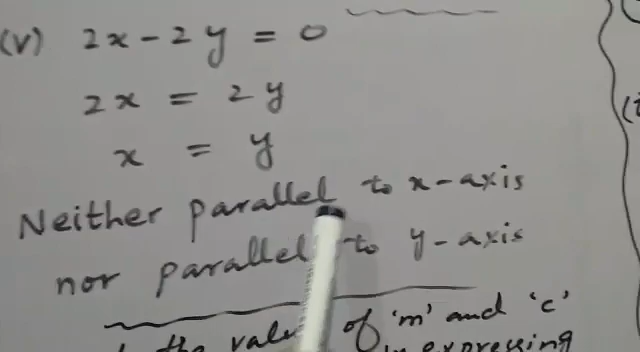 (v) 2x - 2y = 0
2x = 2y
x = y
Neither parallel to x-axis
nor parallel to y-axis
the value of 'm' and 'c'
expressing